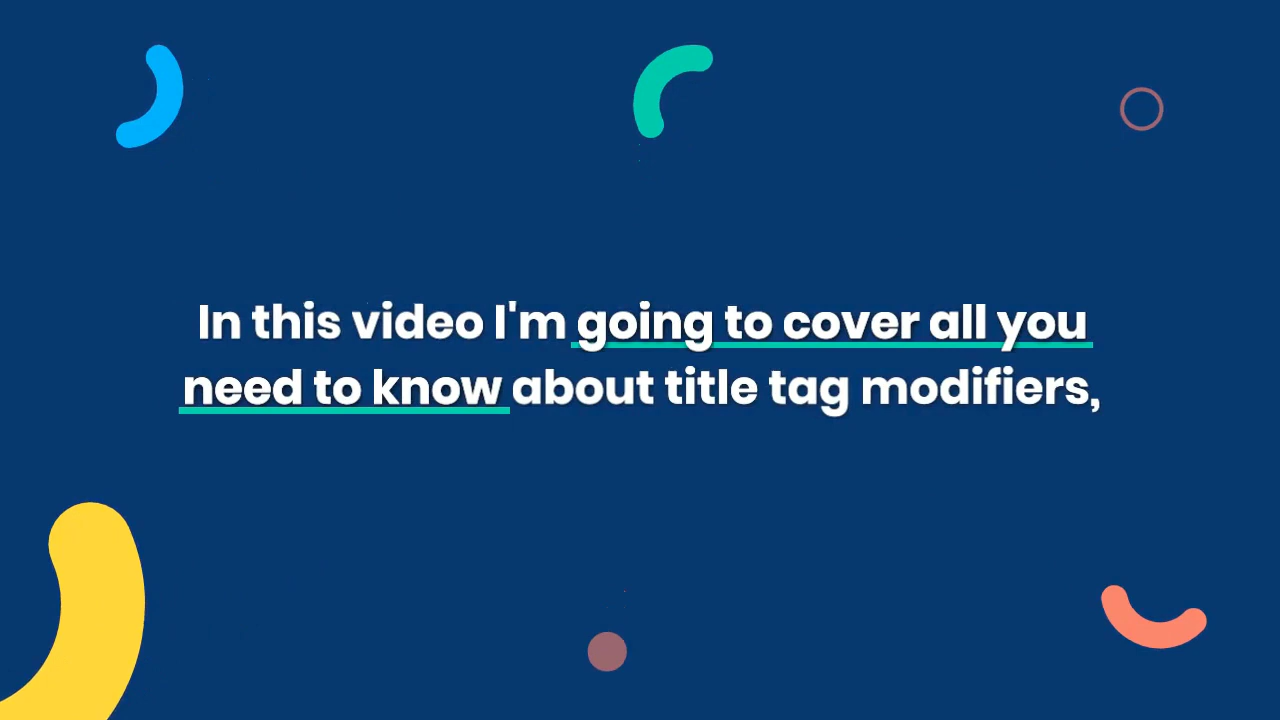 In this video I'm going to cover all you
need to know about title tag modifiers,